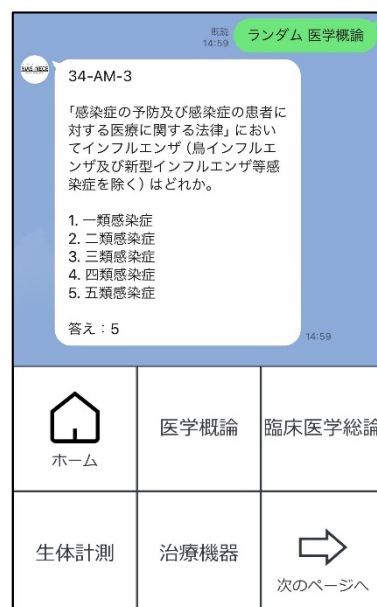 既読
14:59
ランダム 医学概論
34-AM-3
「感染症の予防及び感染症の患者に
対する医療に関する法律」におい
てインフルエンザ（鳥インフルエ
ンザ及び新型インフルエンザ等感
染症を除く）はどれか。
1. 一類感染症
2. 二類感染症
3. 三類感染症
4. 四類感染症
5. 五類感染症
答え：5
14:59
ホーム
医学概論
臨床医学総論
生体計測
治療機器
次のページへ